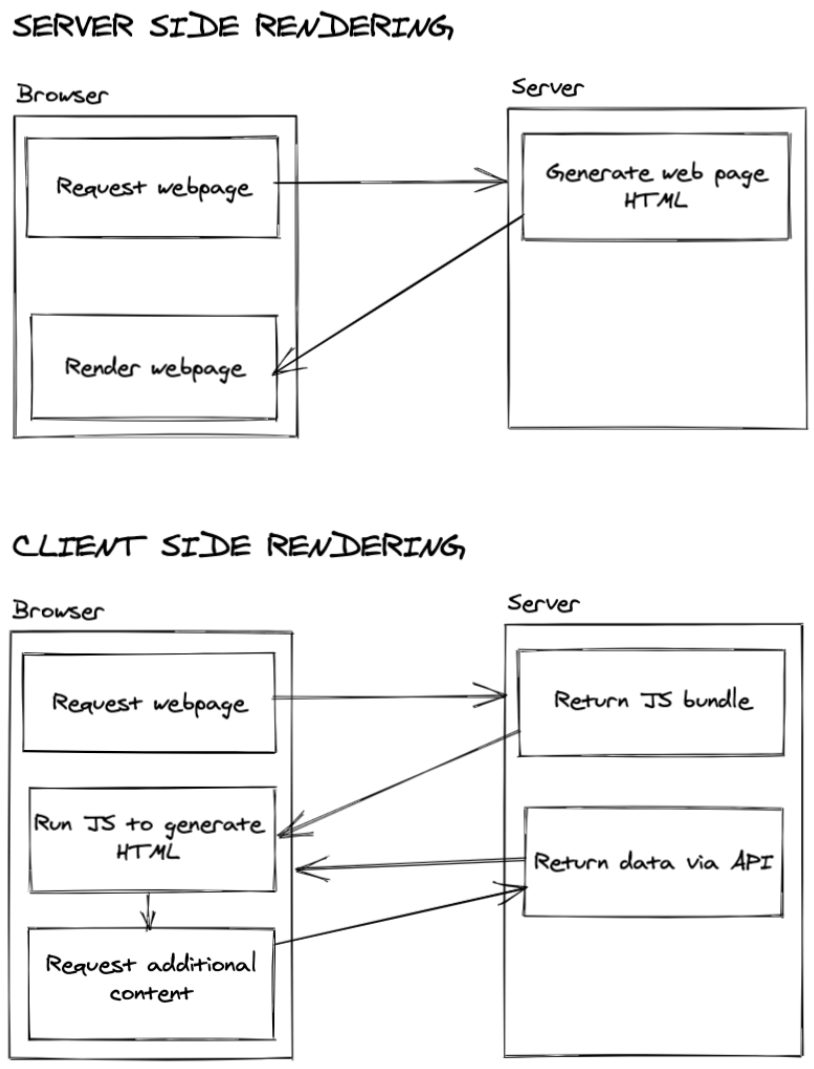 SERVER SIDE RENDERING
Browser
Server
Request webpage
Generate web page
HTML
Render webpage
CLIENT SIDE RENDERING
Browser
Server
Request webpage
Return JS bundle
Run JS to generate
HTML
Return data via API
Request additional
content